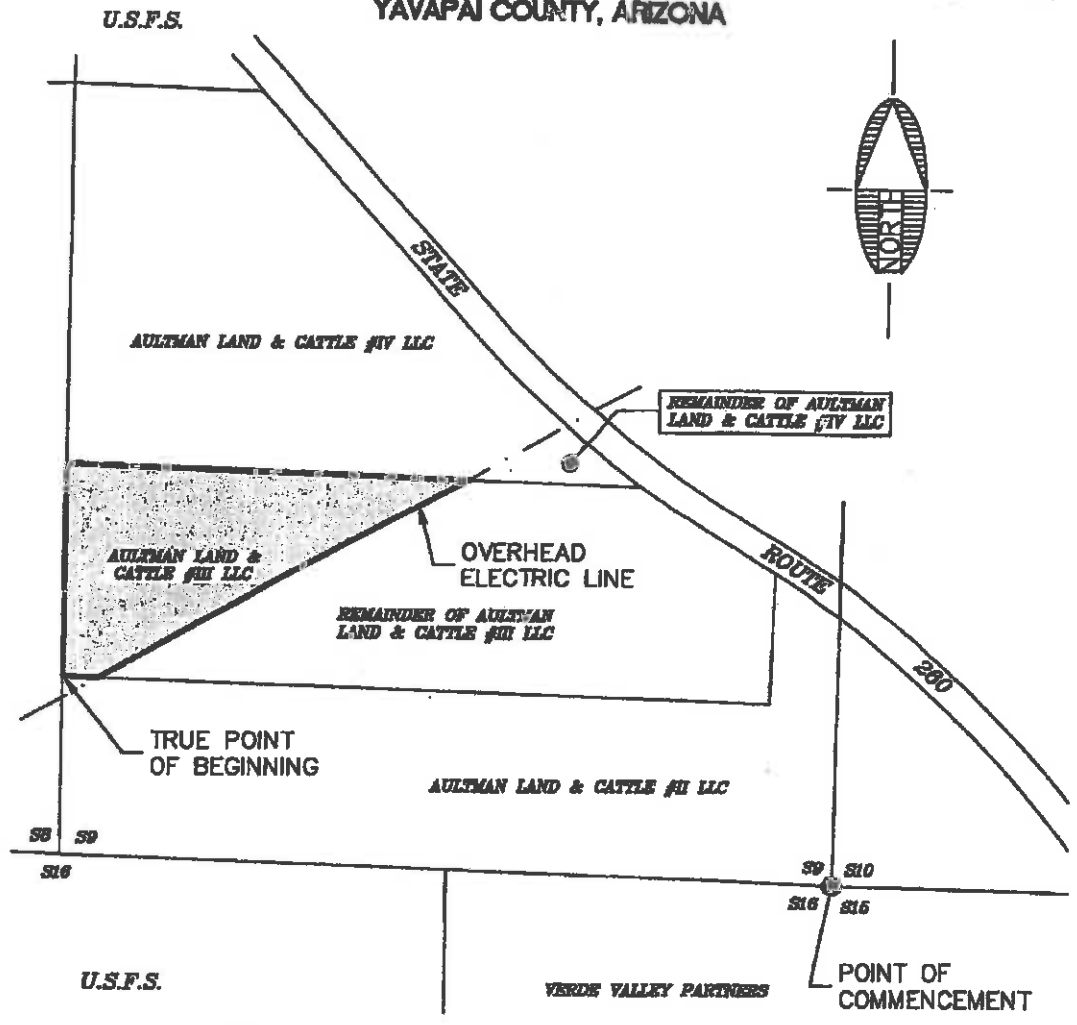 YAVAPAI COUNTY, ARIZONA
U.S.F.S.
NORTH
STATE
AULTMAN LAND & CATTLE #IV LLC
REMAINDER OF AULTMAN
LAND & CATTLE #IV LLC
AULTMAN LAND &
CATTLE #III LLC
OVERHEAD
ELECTRIC LINE
ROUTE
REMAINDER OF AULTMAN
LAND & CATTLE #III LLC
260
TRUE POINT
OF BEGINNING
AULTMAN LAND & CATTLE #II LLC
S8 S9
S16
S9 S10
S16 S15
U.S.F.S.
VERDE VALLEY PARTNERS
POINT OF
COMMENCEMENT